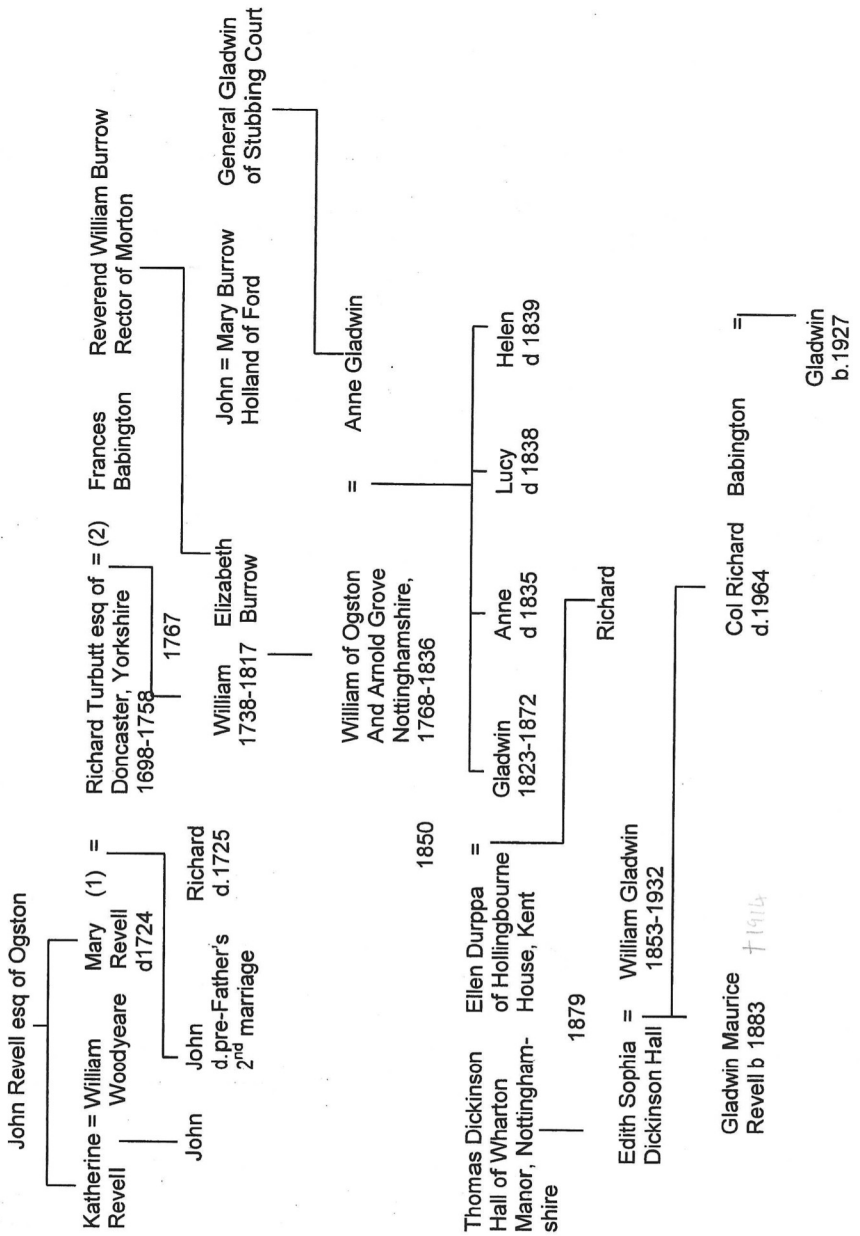 John Revell esq of Ogston
Katherine = William
Revell Woodyeare
Mary (1) =
Revell
d1724
Richard Turbutt esq of = (2)
Doncaster, Yorkshire
1698-1758
Frances
Babington
Reverend William Burrow
Rector of Morton
John
John
d.pre-Father's
2nd marriage
Richard
d.1725
1767
William
1738-1817
Elizabeth
Burrow
John = Mary Burrow
Holland of Ford
General Gladwin
of Stubbing Court
William of Ogston
And Arnold Grove
Nottinghamshire,
1768-1836
=
Anne Gladwin
1850
Thomas Dickinson
Hall of Wharton
Manor, Nottingham-
shire
Ellen Durppa
of Hollingbourne
House, Kent
=
Gladwin
1823-1872
Anne
d 1835
Lucy
d 1838
Helen
d 1839
1879
Richard
Edith Sophia = William Gladwin
Dickinson Hall 1853-1932
Gladwin Maurice
Revell b 1883
† 1914
Col Richard Babington =
d.1964
Gladwin
b.1927